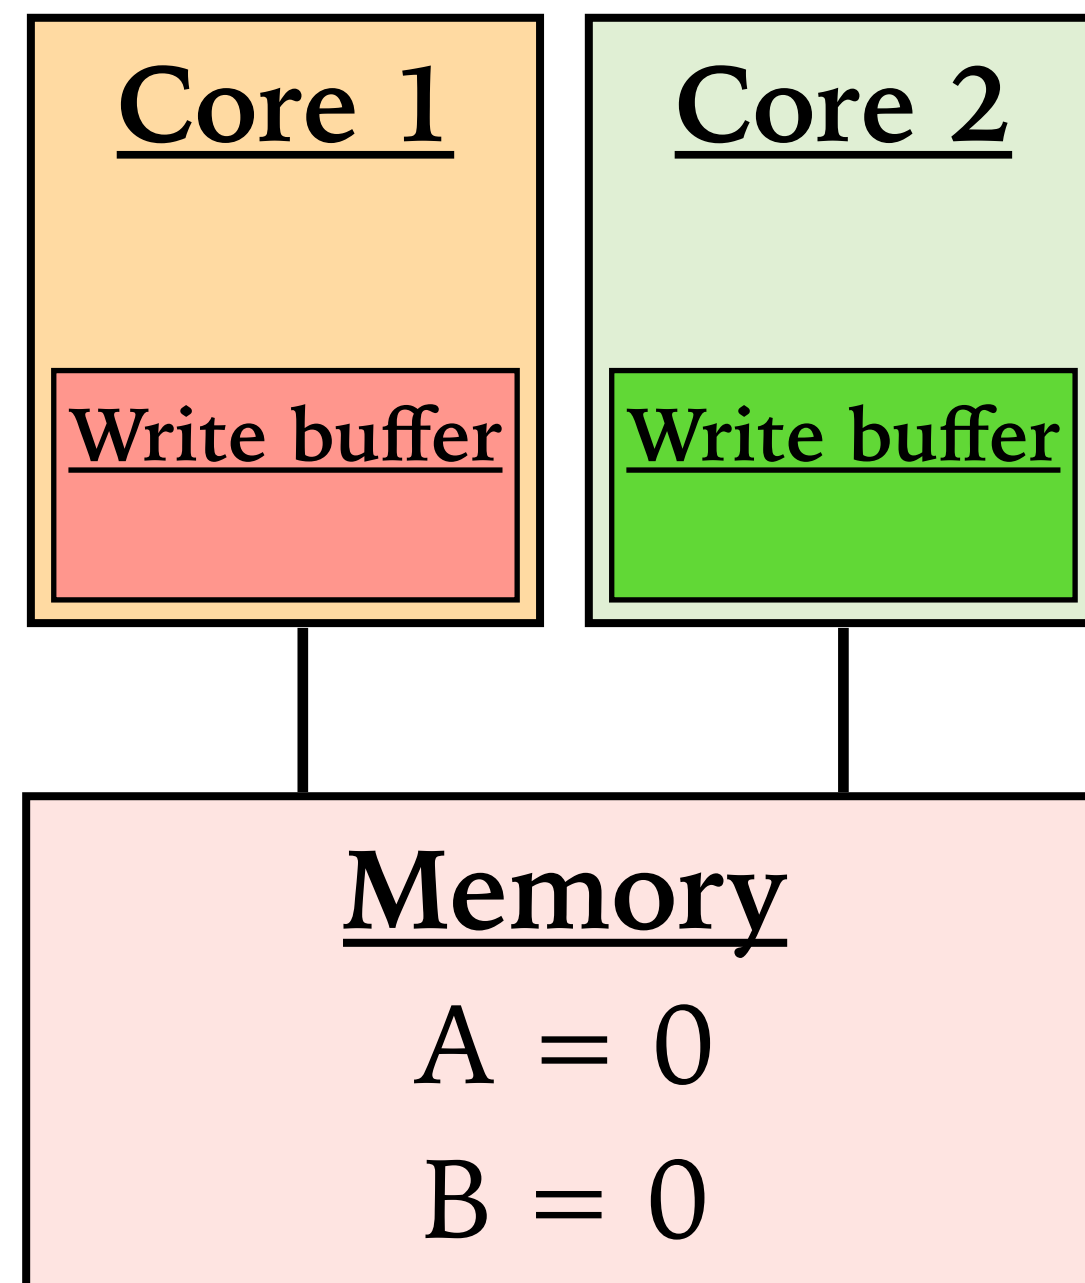 Core 1
Core 2
Write buffer
Write buffer
Memory
A = 0
B = 0